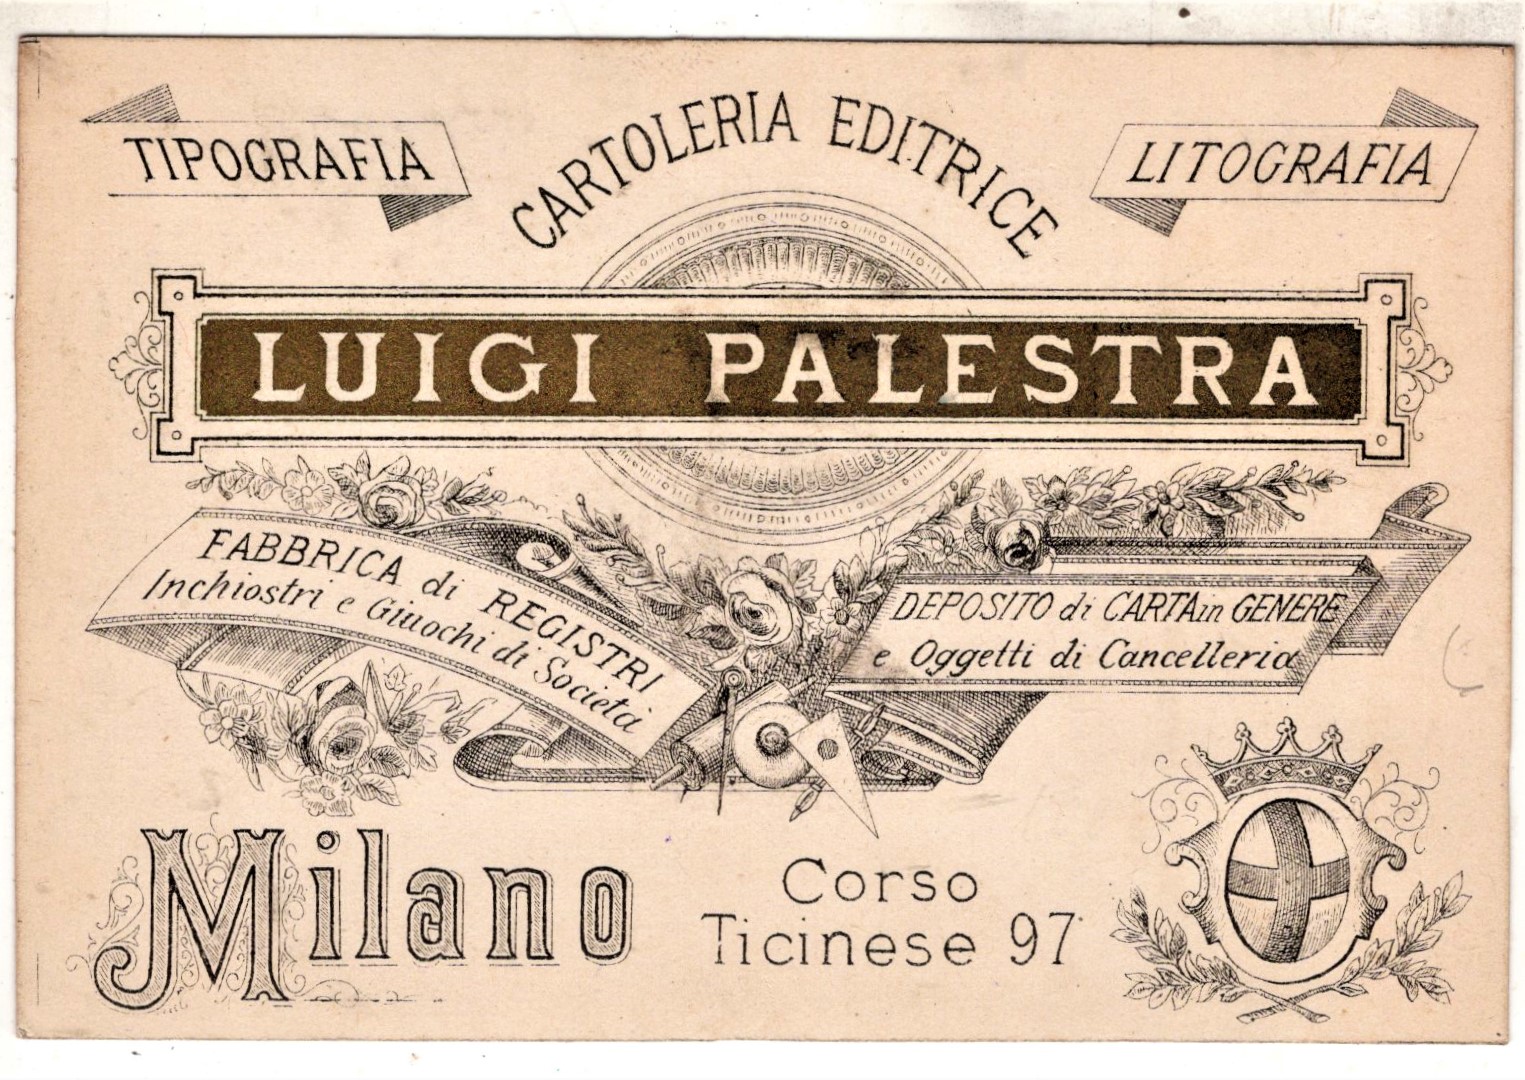 TIPOGRAFIA
CARTOLERIA EDITRICE
LITOGRAFIA
LUIGI PALESTRA
FABBRICA di REGISTRI
Inchiostri e Giuochi di Società
DEPOSITO di CARTA in GENERE
e Oggetti di Cancelleria
Milano
Corso
Ticinese 97